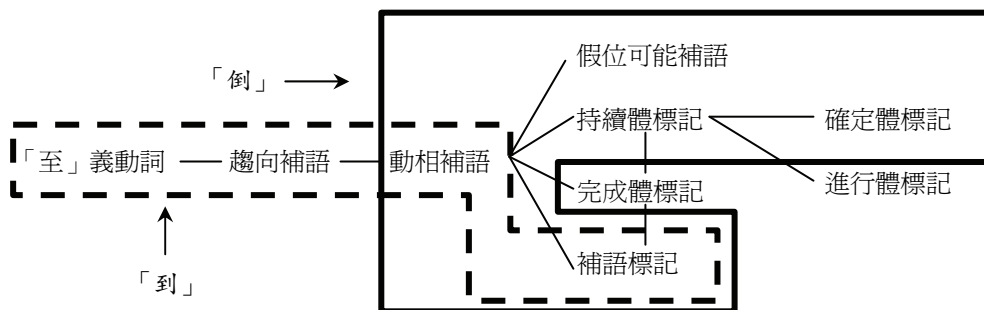 假位可能補語
「倒」
持續體標記
確定體標記
「至」義動詞
趨向補語
動相補語
進行體標記
完成體標記
補語標記
「到」